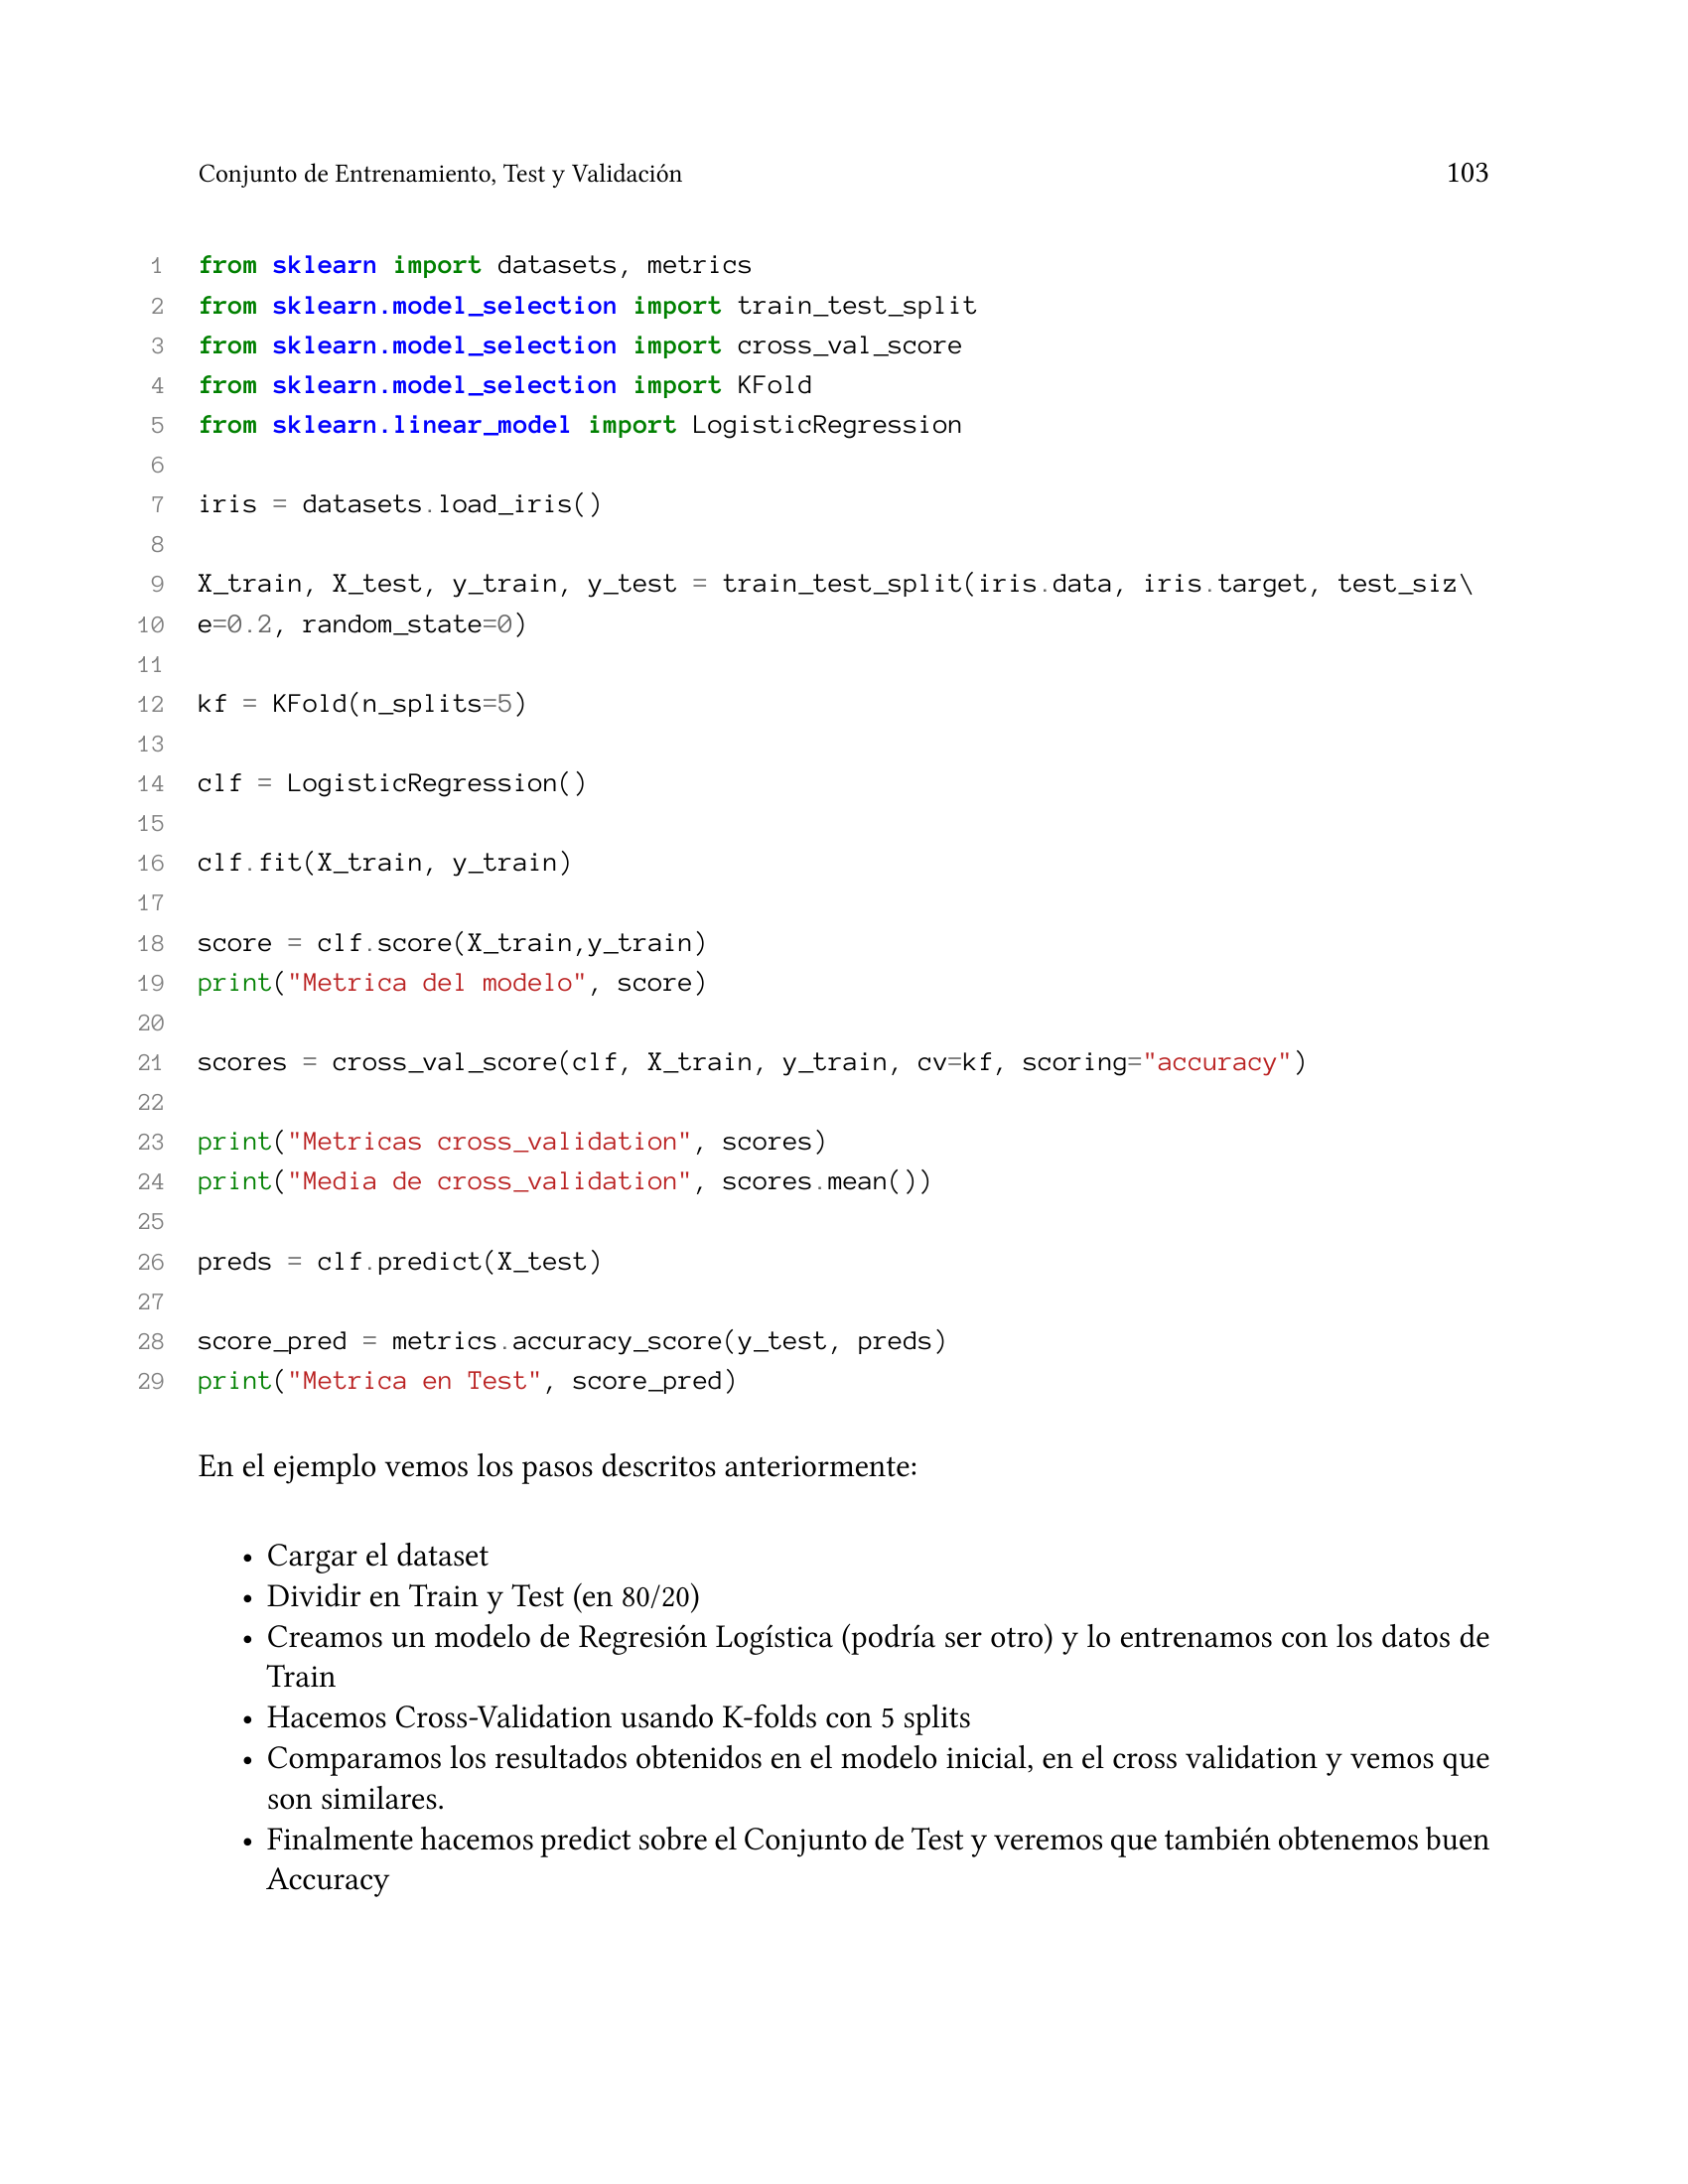 Conjunto de Entrenamiento, Test y Validación 103
1 from sklearn import datasets, metrics
2 from sklearn.model_selection import train_test_split
3 from sklearn.model_selection import cross_val_score
4 from sklearn.model_selection import KFold
5 from sklearn.linear_model import LogisticRegression
6
7 iris = datasets.load_iris()
8
9 X_train, X_test, y_train, y_test = train_test_split(iris.data, iris.target, test_siz\
10 e=0.2, random_state=0)
11
12 kf = KFold(n_splits=5)
13
14 clf = LogisticRegression()
15
16 clf.fit(X_train, y_train)
17
18 score = clf.score(X_train,y_train)
19 print("Metrica del modelo", score)
20
21 scores = cross_val_score(clf, X_train, y_train, cv=kf, scoring="accuracy")
22
23 print("Metricas cross_validation", scores)
24 print("Media de cross_validation", scores.mean())
25
26 preds = clf.predict(X_test)
27
28 score_pred = metrics.accuracy_score(y_test, preds)
29 print("Metrica en Test", score_pred)
En el ejemplo vemos los pasos descritos anteriormente:
• Cargar el dataset
• Dividir en Train y Test (en 80/20)
• Creamos un modelo de Regresión Logística (podría ser otro) y lo entrenamos con los datos de
Train
• Hacemos Cross-Validation usando K-folds con 5 splits
• Comparamos los resultados obtenidos en el modelo inicial, en el cross validation y vemos que
son similares.
• Finalmente hacemos predict sobre el Conjunto de Test y veremos que también obtenemos buen
Accuracy